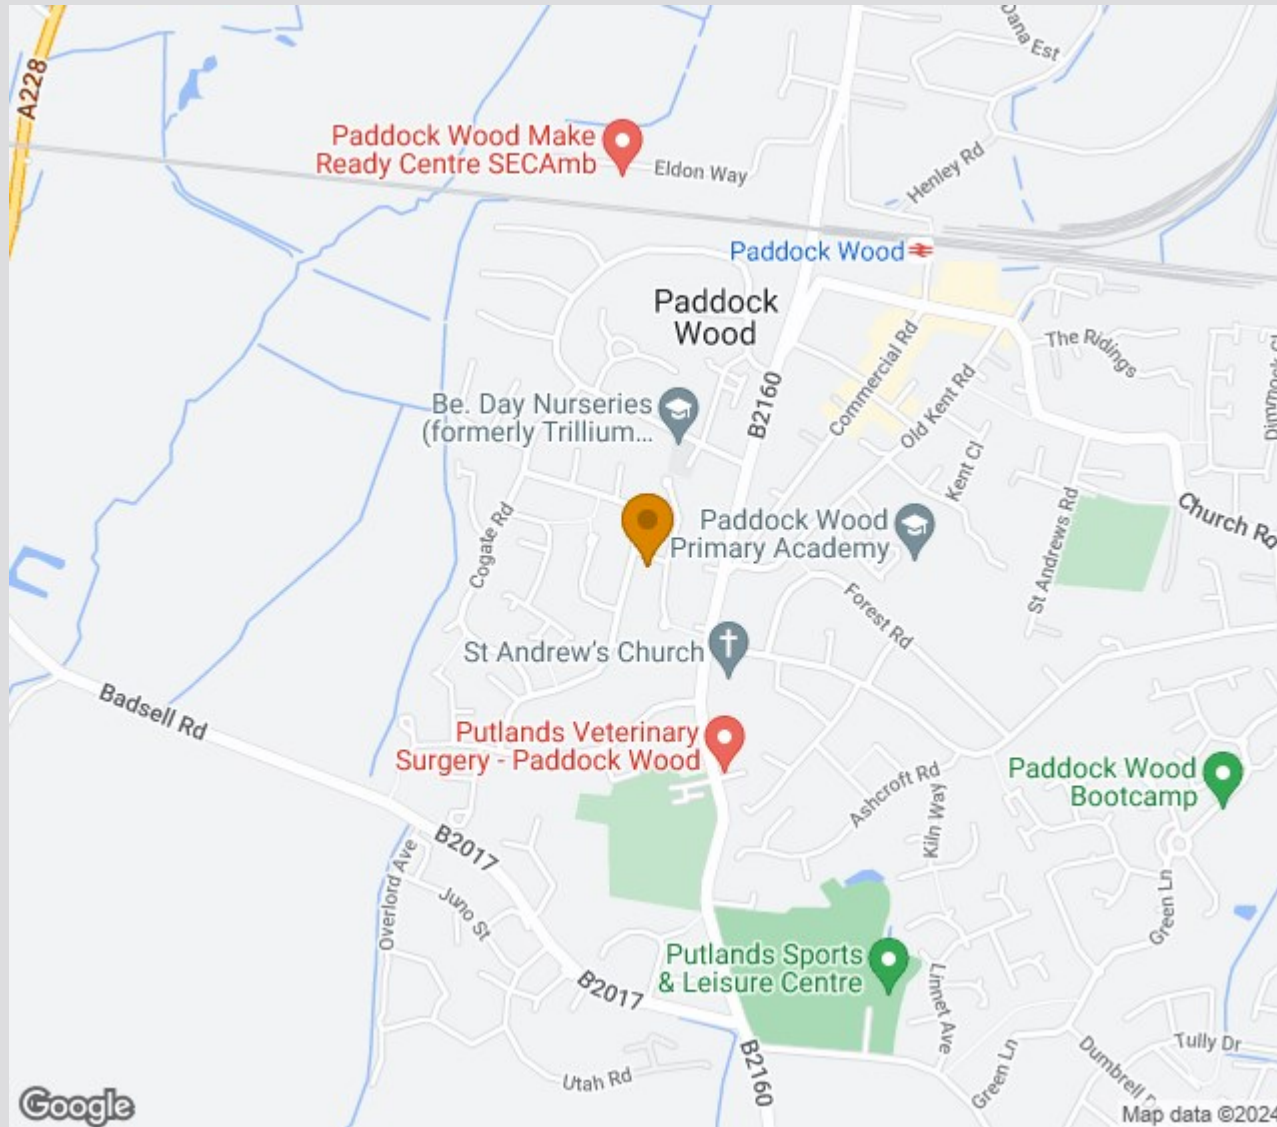 Dana Est
A228
Paddock Wood Make
Ready Centre SECAmb
Eldon Way
Henley Rd
Paddock Wood
Paddock
Wood
The Ridings
Commercial Rd
B2160
Old Kent Rd
Be. Day Nurseries
(formerly Trillium...
Kent Cl
Church Rd
Cogate Rd
Paddock Wood
Primary Academy
St Andrews Rd
Forest Rd
St Andrew's Church
Badsell Rd
Putlands Veterinary
Surgery - Paddock Wood
Paddock Wood
Bootcamp
Ashcroft Rd
Kiln Way
B2017
Overlord Ave
Juno St
Green Ln
Putlands Sports
& Leisure Centre
Linnet Ave
B2017
Tully Dr
Green Ln
B2160
Utah Rd
Google
Map data ©2024